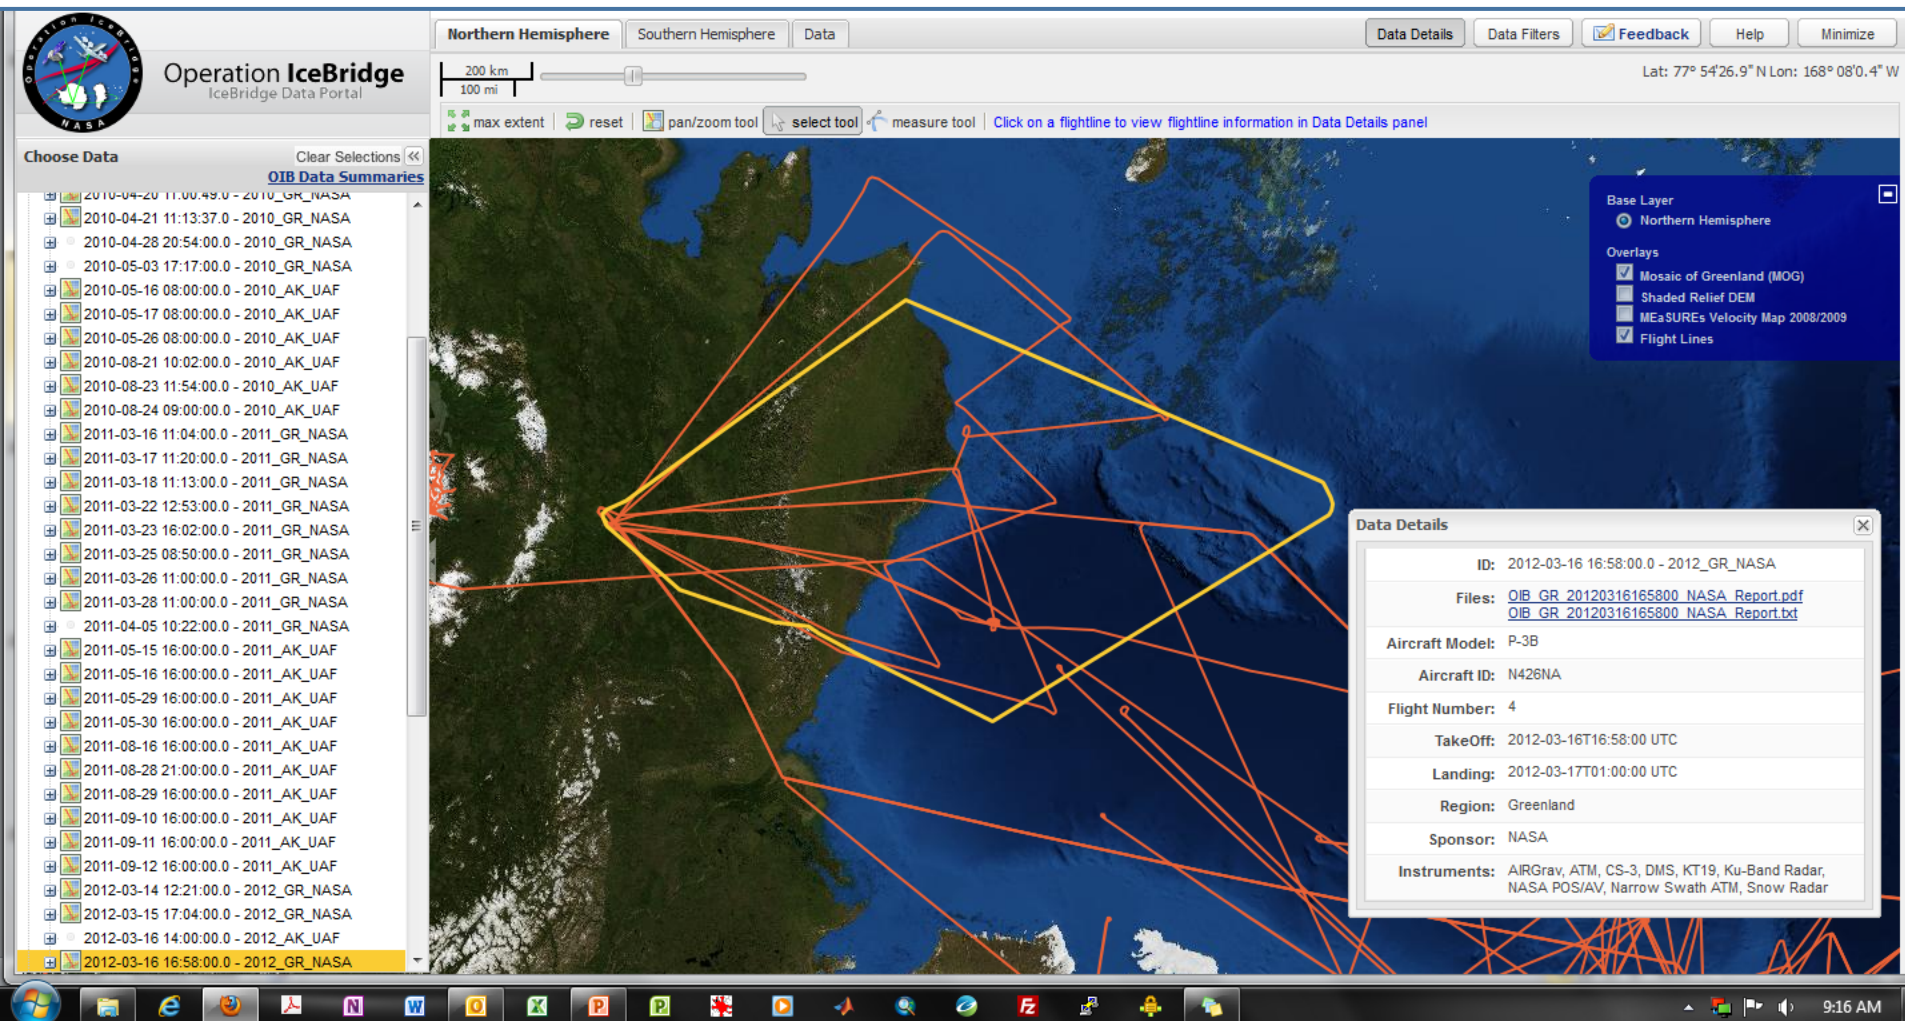 Operation IceBridge
NASA
Operation IceBridge
IceBridge Data Portal
Northern Hemisphere
Southern Hemisphere
Data
Data Details
Data Filters
Feedback
Help
Minimize
200 km
100 mi
Lat: 77° 54'26.9" N Lon: 168° 08'0.4" W
max extent
reset
pan/zoom tool
select tool
measure tool
Click on a flightline to view flightline information in Data Details panel
Choose Data
Clear Selections
OIB Data Summaries
2010-04-20 11:00:49.0 - 2010_GR_NASA
2010-04-21 11:13:37.0 - 2010_GR_NASA
2010-04-28 20:54:00.0 - 2010_GR_NASA
2010-05-03 17:17:00.0 - 2010_GR_NASA
2010-05-16 08:00:00.0 - 2010_AK_UAF
2010-05-17 08:00:00.0 - 2010_AK_UAF
2010-05-26 08:00:00.0 - 2010_AK_UAF
2010-08-21 10:02:00.0 - 2010_AK_UAF
2010-08-23 11:54:00.0 - 2010_AK_UAF
2010-08-24 09:00:00.0 - 2010_AK_UAF
2011-03-16 11:04:00.0 - 2011_GR_NASA
2011-03-17 11:20:00.0 - 2011_GR_NASA
2011-03-18 11:13:00.0 - 2011_GR_NASA
2011-03-22 12:53:00.0 - 2011_GR_NASA
2011-03-23 16:02:00.0 - 2011_GR_NASA
2011-03-25 08:50:00.0 - 2011_GR_NASA
2011-03-26 11:00:00.0 - 2011_GR_NASA
2011-03-28 11:00:00.0 - 2011_GR_NASA
2011-04-05 10:22:00.0 - 2011_GR_NASA
2011-05-15 16:00:00.0 - 2011_AK_UAF
2011-05-16 16:00:00.0 - 2011_AK_UAF
2011-05-29 16:00:00.0 - 2011_AK_UAF
2011-05-30 16:00:00.0 - 2011_AK_UAF
2011-08-16 16:00:00.0 - 2011_AK_UAF
2011-08-28 21:00:00.0 - 2011_AK_UAF
2011-08-29 16:00:00.0 - 2011_AK_UAF
2011-09-10 16:00:00.0 - 2011_AK_UAF
2011-09-11 16:00:00.0 - 2011_AK_UAF
2011-09-12 16:00:00.0 - 2011_AK_UAF
2012-03-14 12:21:00.0 - 2012_GR_NASA
2012-03-15 17:04:00.0 - 2012_GR_NASA
2012-03-16 14:00:00.0 - 2012_AK_UAF
2012-03-16 16:58:00.0 - 2012_GR_NASA
Base Layer
Northern Hemisphere
Overlays
Mosaic of Greenland (MOG)
Shaded Relief DEM
MEaSUREs Velocity Map 2008/2009
Flight Lines
Data Details
ID: 2012-03-16 16:58:00.0 - 2012_GR_NASA
Files: OIB_GR_20120316165800_NASA_Report.pdf
OIB_GR_20120316165800_NASA_Report.txt
Aircraft Model: P-3B
Aircraft ID: N426NA
Flight Number: 4
TakeOff: 2012-03-16T16:58:00 UTC
Landing: 2012-03-17T01:00:00 UTC
Region: Greenland
Sponsor: NASA
Instruments: AIRGrav, ATM, CS-3, DMS, KT19, Ku-Band Radar,
NASA POS/AV, Narrow Swath ATM, Snow Radar
9:16 AM